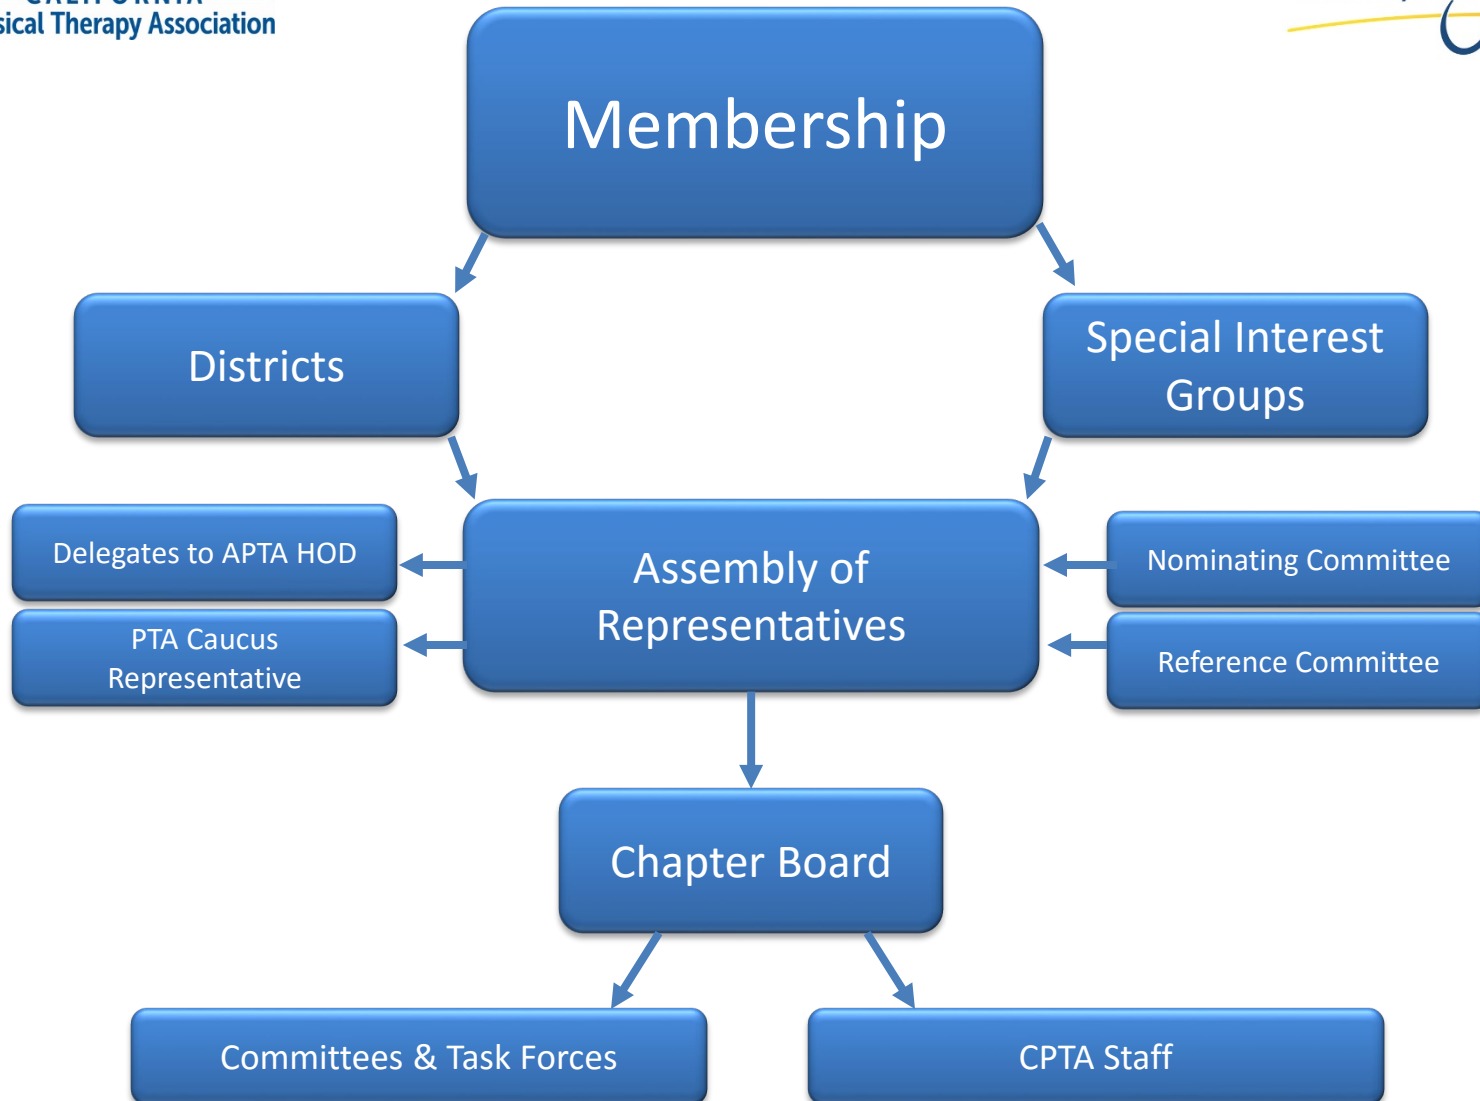 CALIFORNIA
Therapy Association
Membership
Districts
Special Interest
Groups
Delegates to APTA HOD
PTA Caucus
Representative
Assembly of
Representatives
Nominating Committee
Reference Committee
Chapter Board
Committees & Task Forces
CPTA Staff